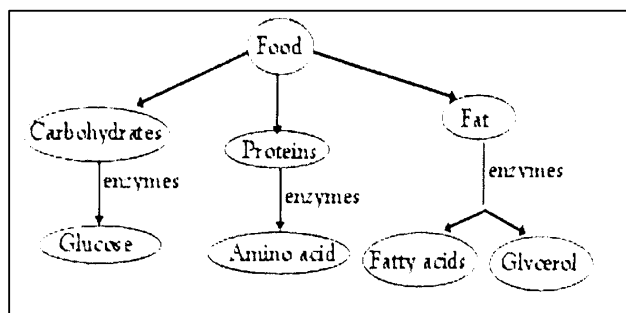 Food
Carbohydrates
Proteins
Fat
enzymes
enzymes
enzymes
Glucose
Amino acid
Fatty acids
Glycerol